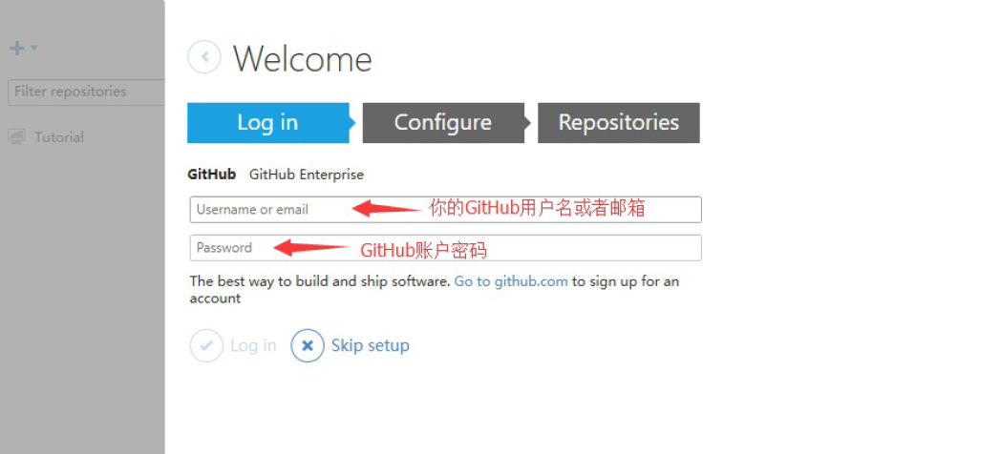 Welcome
Filter repositories
Tutorial
Log in Configure Repositories
GitHub GitHub Enterprise
Username or email 你的GitHub用户名或者邮箱
Password GitHub账户密码
The best way to build and ship software. Go to github.com to sign up for an
account
Log in Skip setup